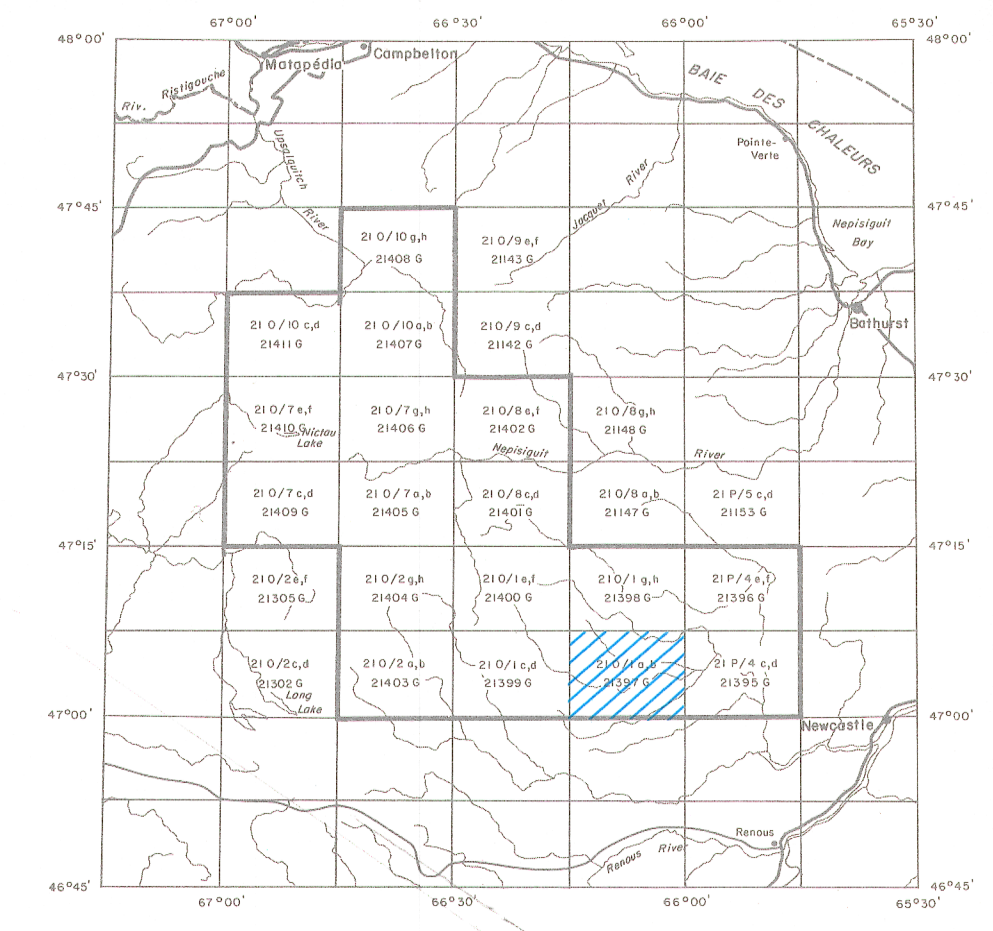 67°00'
66°30'
66°00'
65°30'
48°00'
48°00'
Matapédia
Campbellton
Ristigouche
Riv.
BAIE DES CHALEURS
Pointe-
Verte
Upsalquitch
River
Jacquet River
47°45'
47°45'
Nepisiguit
Bay
21 O/10 g,h
21408 G
21 O/9 e,f
21143 G
Bathurst
21 O/10 c,d
21411 G
21 O/10 a,b
21407 G
21 O/9 c,d
21142 G
47°30'
47°30'
21 O/7 e,f
21410 G
Nictau
Lake
21 O/7 g,h
21406 G
21 O/8 e,f
21402 G
21 O/8 g,h
21148 G
Nepisiguit
River
21 O/7 c,d
21409 G
21 O/7 a,b
21405 G
21 O/8 c,d
21401 G
21 O/8 a,b
21147 G
21 P/5 c,d
21153 G
47°15'
47°15'
21 O/2 e,f
21305 G
21 O/2 g,h
21404 G
21 O/1 e,f
21400 G
21 O/1 g,h
21398 G
21 P/4 e,f
21396 G
21 O/2 c,d
21302 G
Long
Lake
21 O/2 a,b
21403 G
21 O/1 c,d
21399 G
21 O/1 a,b
21397 G
21 P/4 c,d
21395 G
47°00'
47°00'
Newcastle
Renous
Renous River
46°45'
46°45'
67°00'
66°30'
66°00'
65°30'